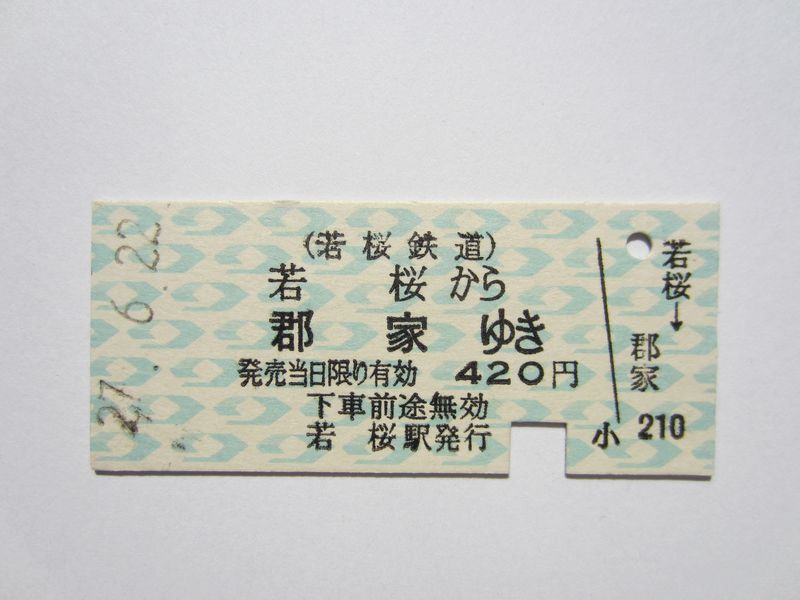 27. 6. 22
(若桜鉄道)
若桜から
郡家ゆき
発売当日限り有効 420円
下車前途無効
若桜駅発行
若桜→
郡家
小 210